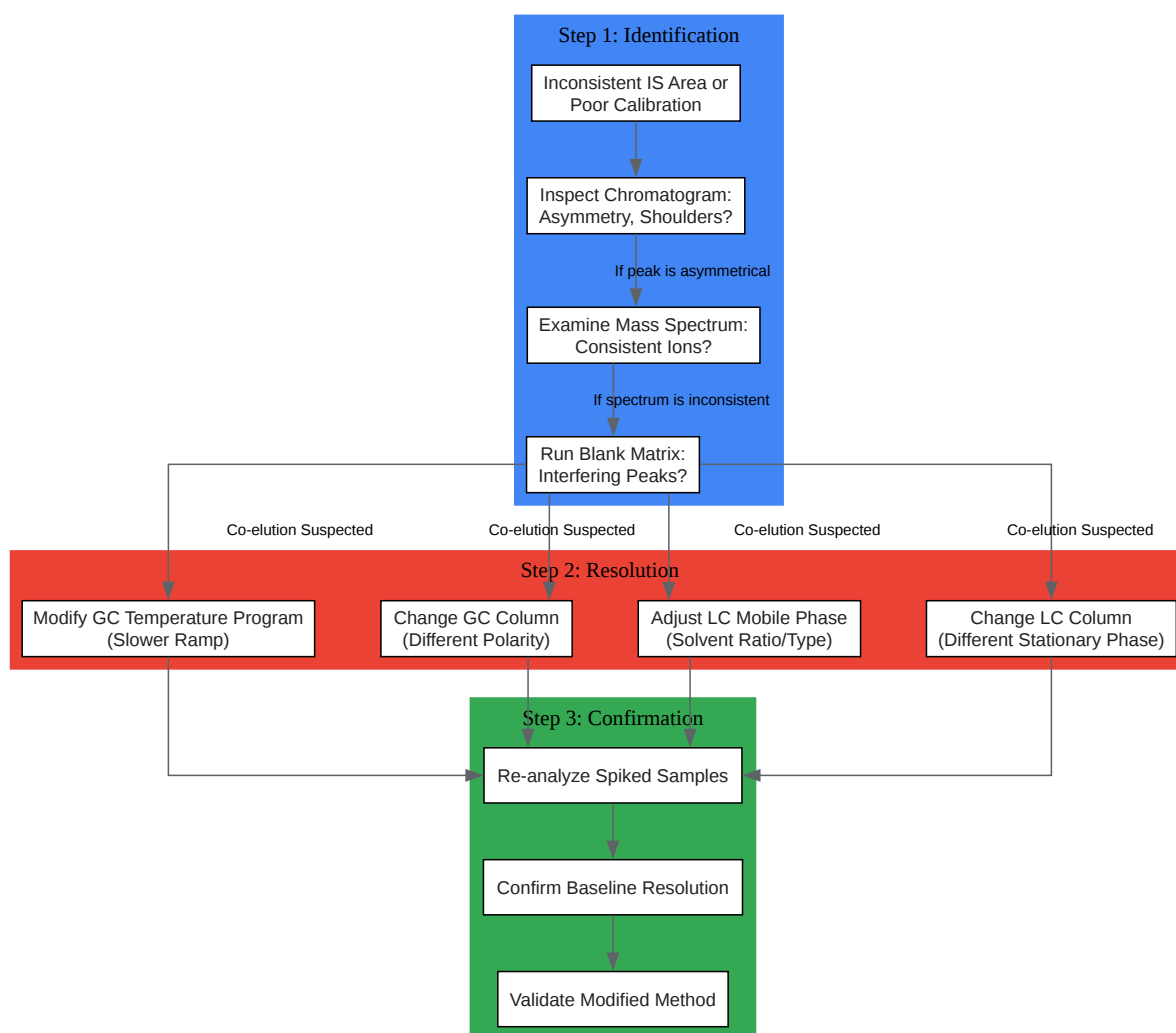 Step 1: Identification
Inconsistent IS Area or
Poor Calibration
Inspect Chromatogram:
Asymmetry, Shoulders?
If peak is asymmetrical
Examine Mass Spectrum:
Consistent Ions?
If spectrum is inconsistent
Run Blank Matrix:
Interfering Peaks?
Co-elution Suspected
Co-elution Suspected
Co-elution Suspected
Co-elution Suspected
Step 2: Resolution
Modify GC Temperature Program
(Slower Ramp)
Change GC Column
(Different Polarity)
Adjust LC Mobile Phase
(Solvent Ratio/Type)
Change LC Column
(Different Stationary Phase)
Step 3: Confirmation
Re-analyze Spiked Samples
Confirm Baseline Resolution
Validate Modified Method